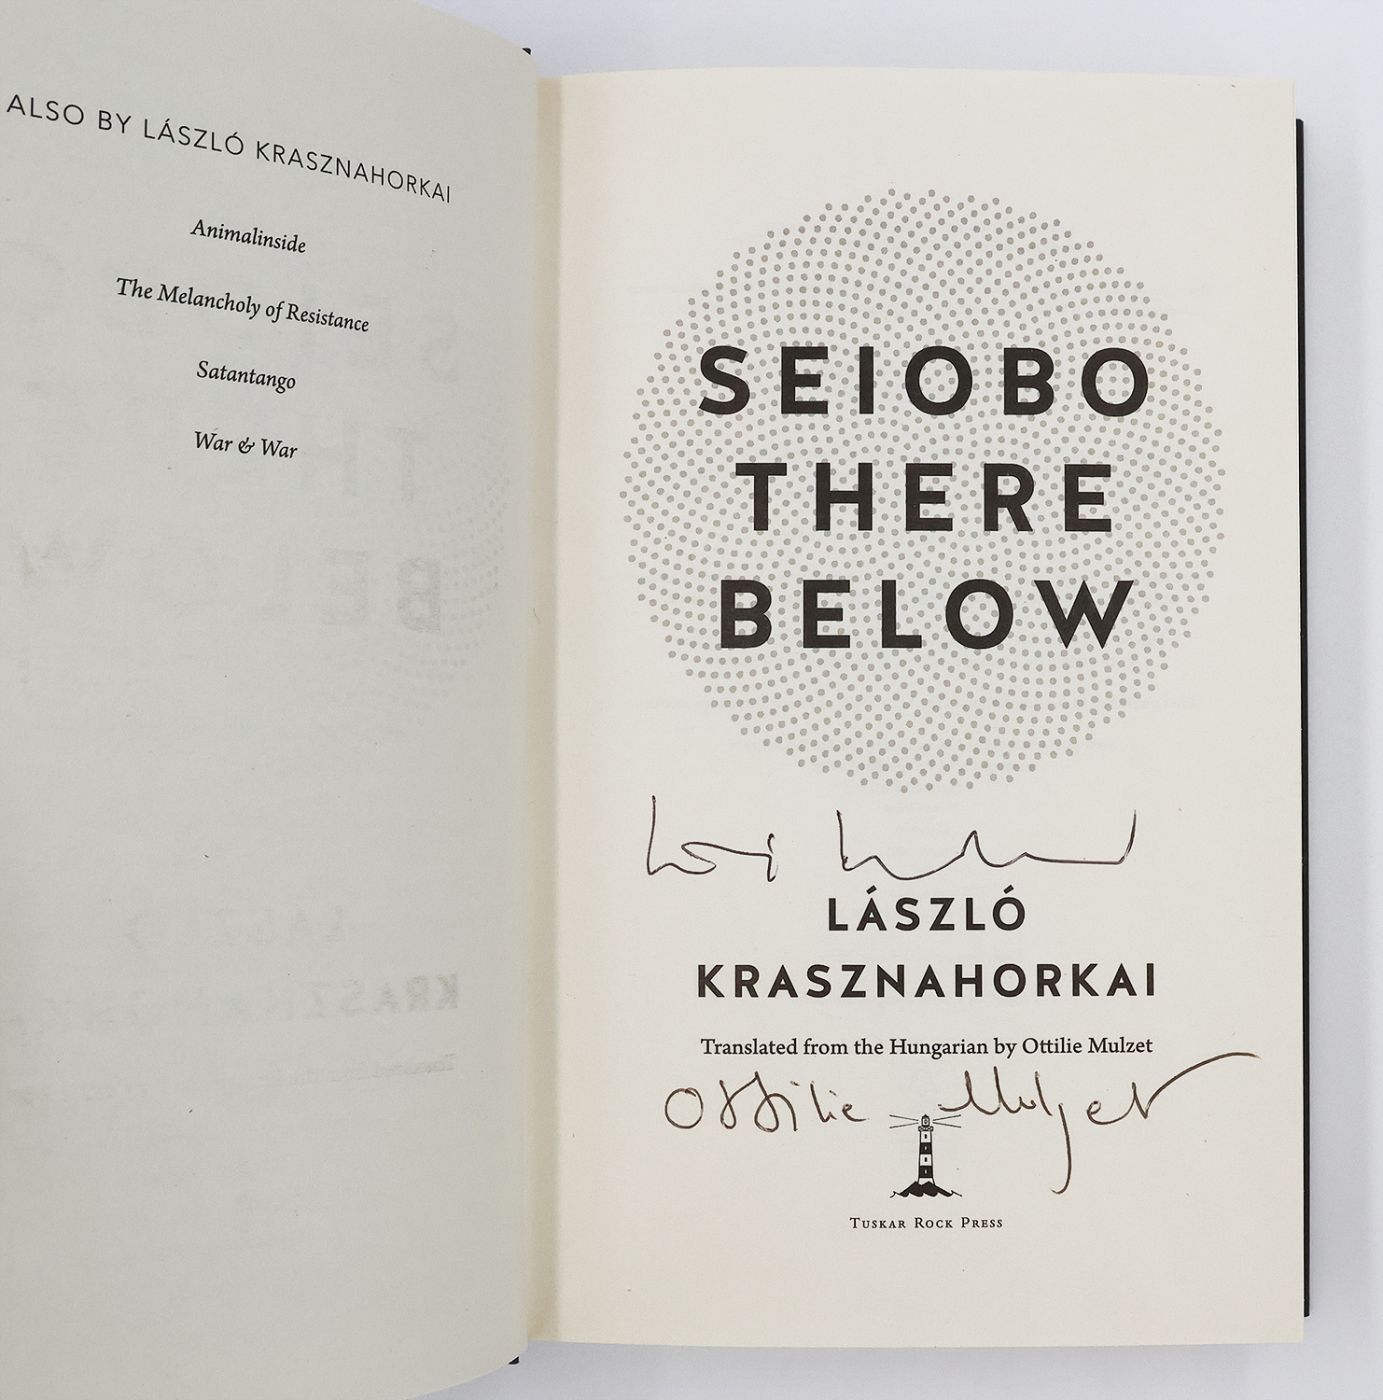 ALSO BY LÁSZLÓ KRASZNAHORKAI
Animalinside
The Melancholy of Resistance
Satantango
War & War
SEIOBO
THERE
BELOW
LÁSZLÓ
KRASZNAHORKAI
Translated from the Hungarian by Ottilie Mulzet
Ottilie Mulzet
TUSKAR ROCK PRESS